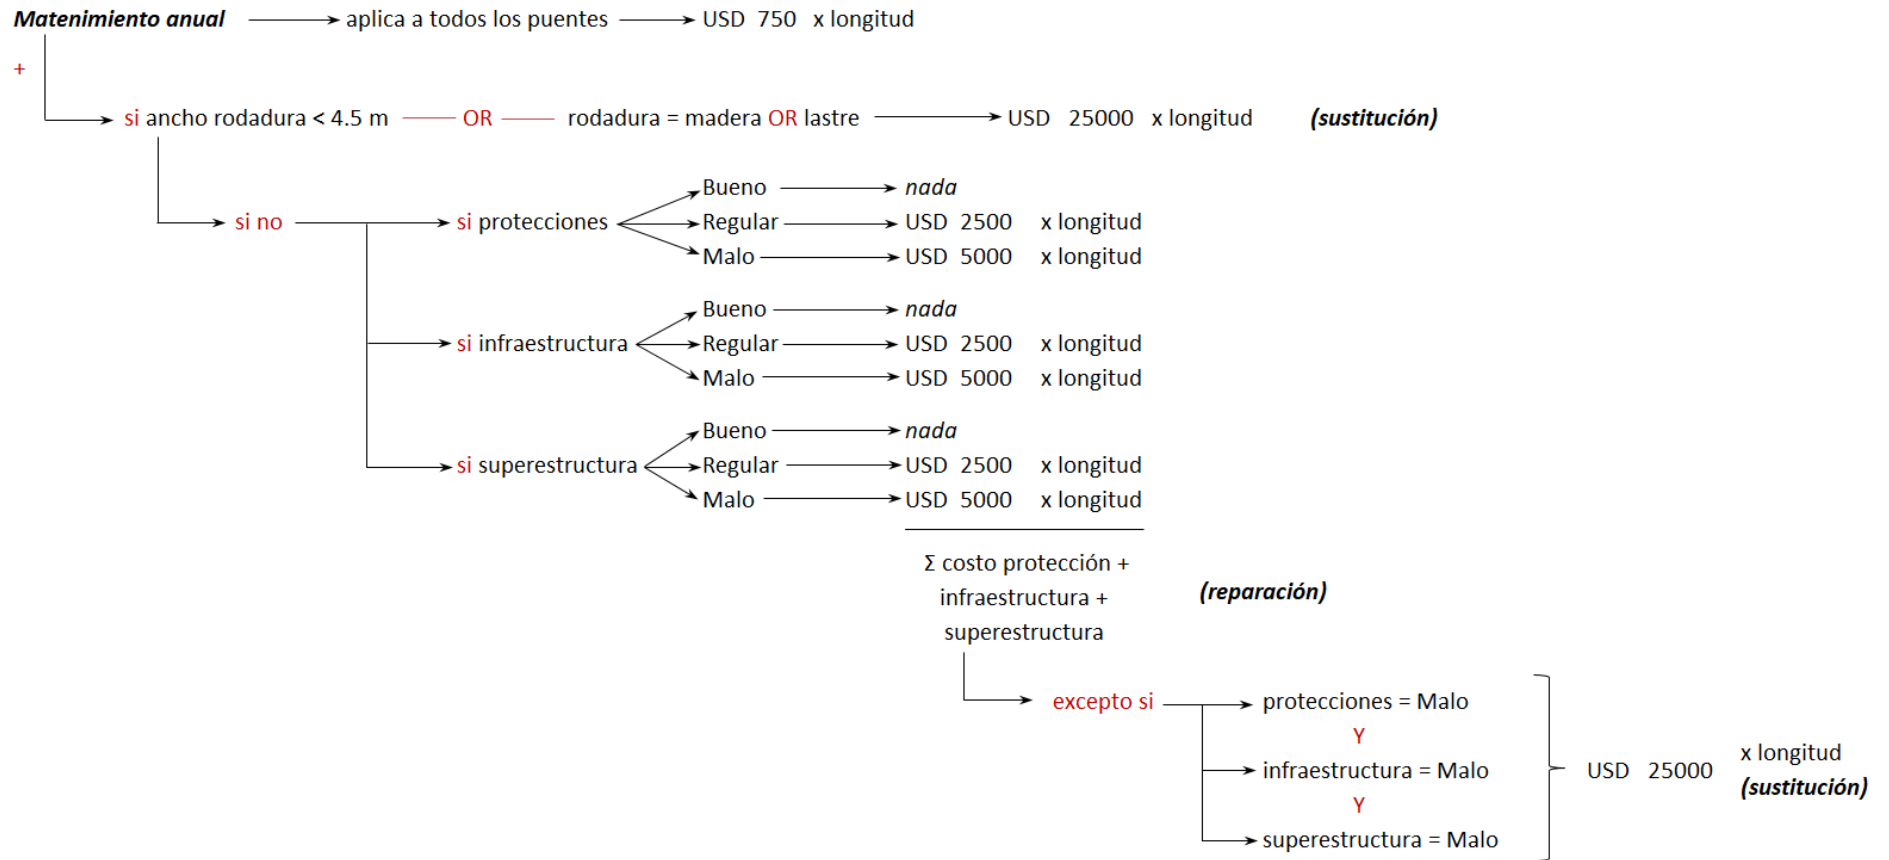 Matenimiento anual aplica a todos los puentes USD 750 x longitud
+
si ancho rodadura < 4.5 m OR rodadura = madera OR lastre USD 25000 x longitud (sustitución)
Bueno nada
si no si protecciones Regular USD 2500 x longitud
Malo USD 5000 x longitud
Bueno nada
si infraestructura Regular USD 2500 x longitud
Malo USD 5000 x longitud
Bueno nada
si superestructura Regular USD 2500 x longitud
Malo USD 5000 x longitud
Σ costo protección +
infraestructura +
superestructura
(reparación)
excepto si protecciones = Malo
Y
infraestructura = Malo
Y
superestructura = Malo
USD 25000 x longitud
(sustitución)